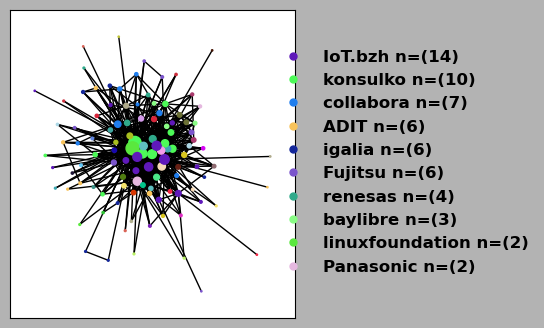 IoT.bzh n=(14)
konsulko n=(10)
collabora n=(7)
ADIT n=(6)
igalia n=(6)
Fujitsu n=(6)
renesas n=(4)
baylibre n=(3)
linuxfoundation n=(2)
Panasonic n=(2)